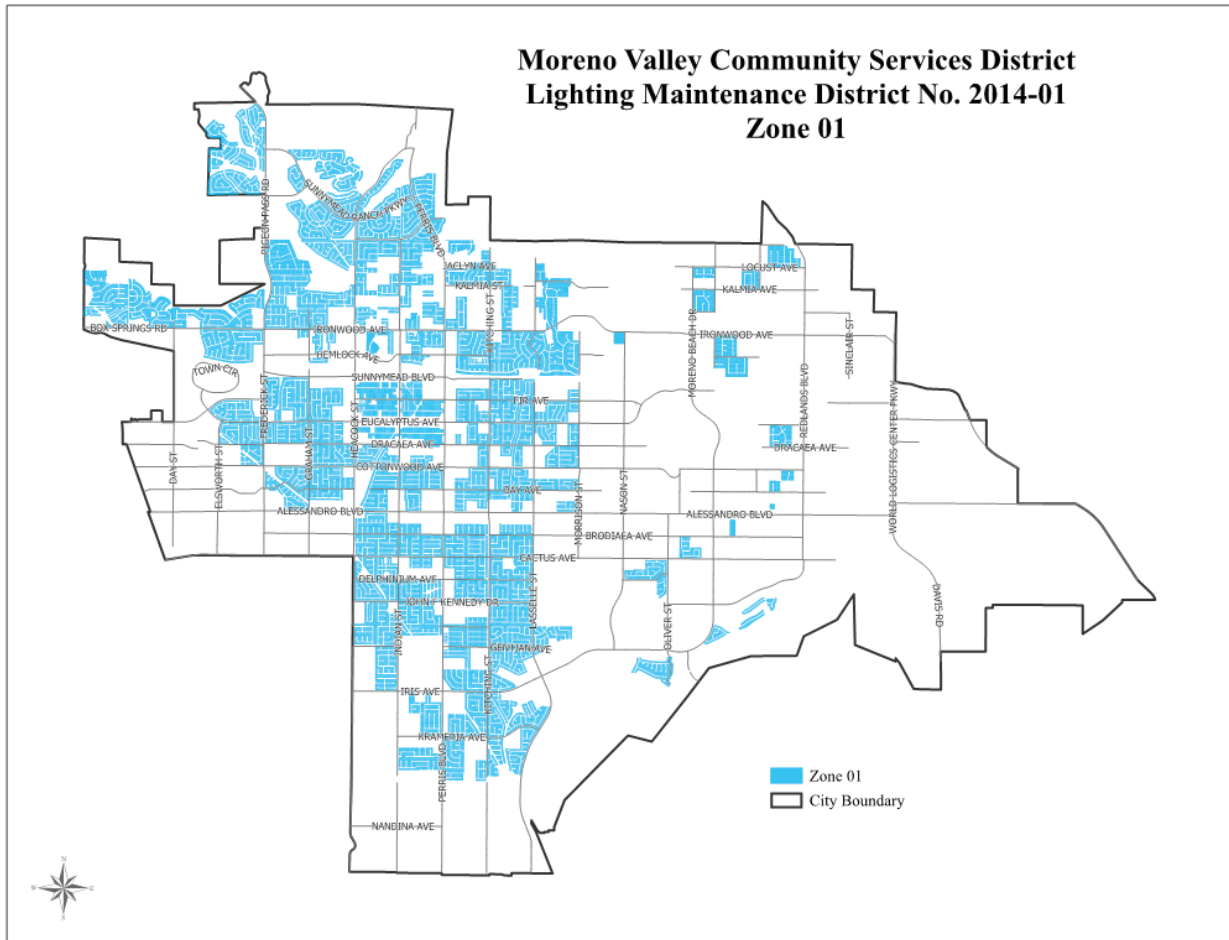 Moreno Valley Community Services District
Lighting Maintenance District No. 2014-01
Zone 01
PIGEON PASS RD
SUNNYMEAD RANCH PKWY
PERRIS BLVD
JACLYN AVE
KALMIA ST
KITCHING ST
LOCUST AVE
KALMIA AVE
BOX SPRINGS RD
IRONWOOD AVE
IRONWOOD AVE
HEMLOCK AVE
MORENO BEACH DR
SINCLAIR ST
TOWN CIR
SUNNYMEAD BLVD
FREDERICK ST
HEACOCK ST
FIR AVE
REDLANDS BLVD
WORLD LOGISTICS CENTER PKWY
EUCALYPTUS AVE
GRAHAM ST
DRACAEA AVE
DRACAEA AVE
DAY ST
ELSWORTH ST
COTTONWOOD AVE
BAY AVE
MORRISON ST
NASON ST
ALESSANDRO BLVD
ALESSANDRO BLVD
BRODIAEA AVE
CACTUS AVE
DELPHINIUM AVE
LASSELLE ST
JOHN F KENNEDY DR
INDIAN ST
OLIVER ST
DAVIS RD
GENTIAN AVE
KITCHING ST
IRIS AVE
KRAMERIA AVE
PERRIS BLVD
NANDINA AVE
Zone 01
City Boundary
N
W
E
S